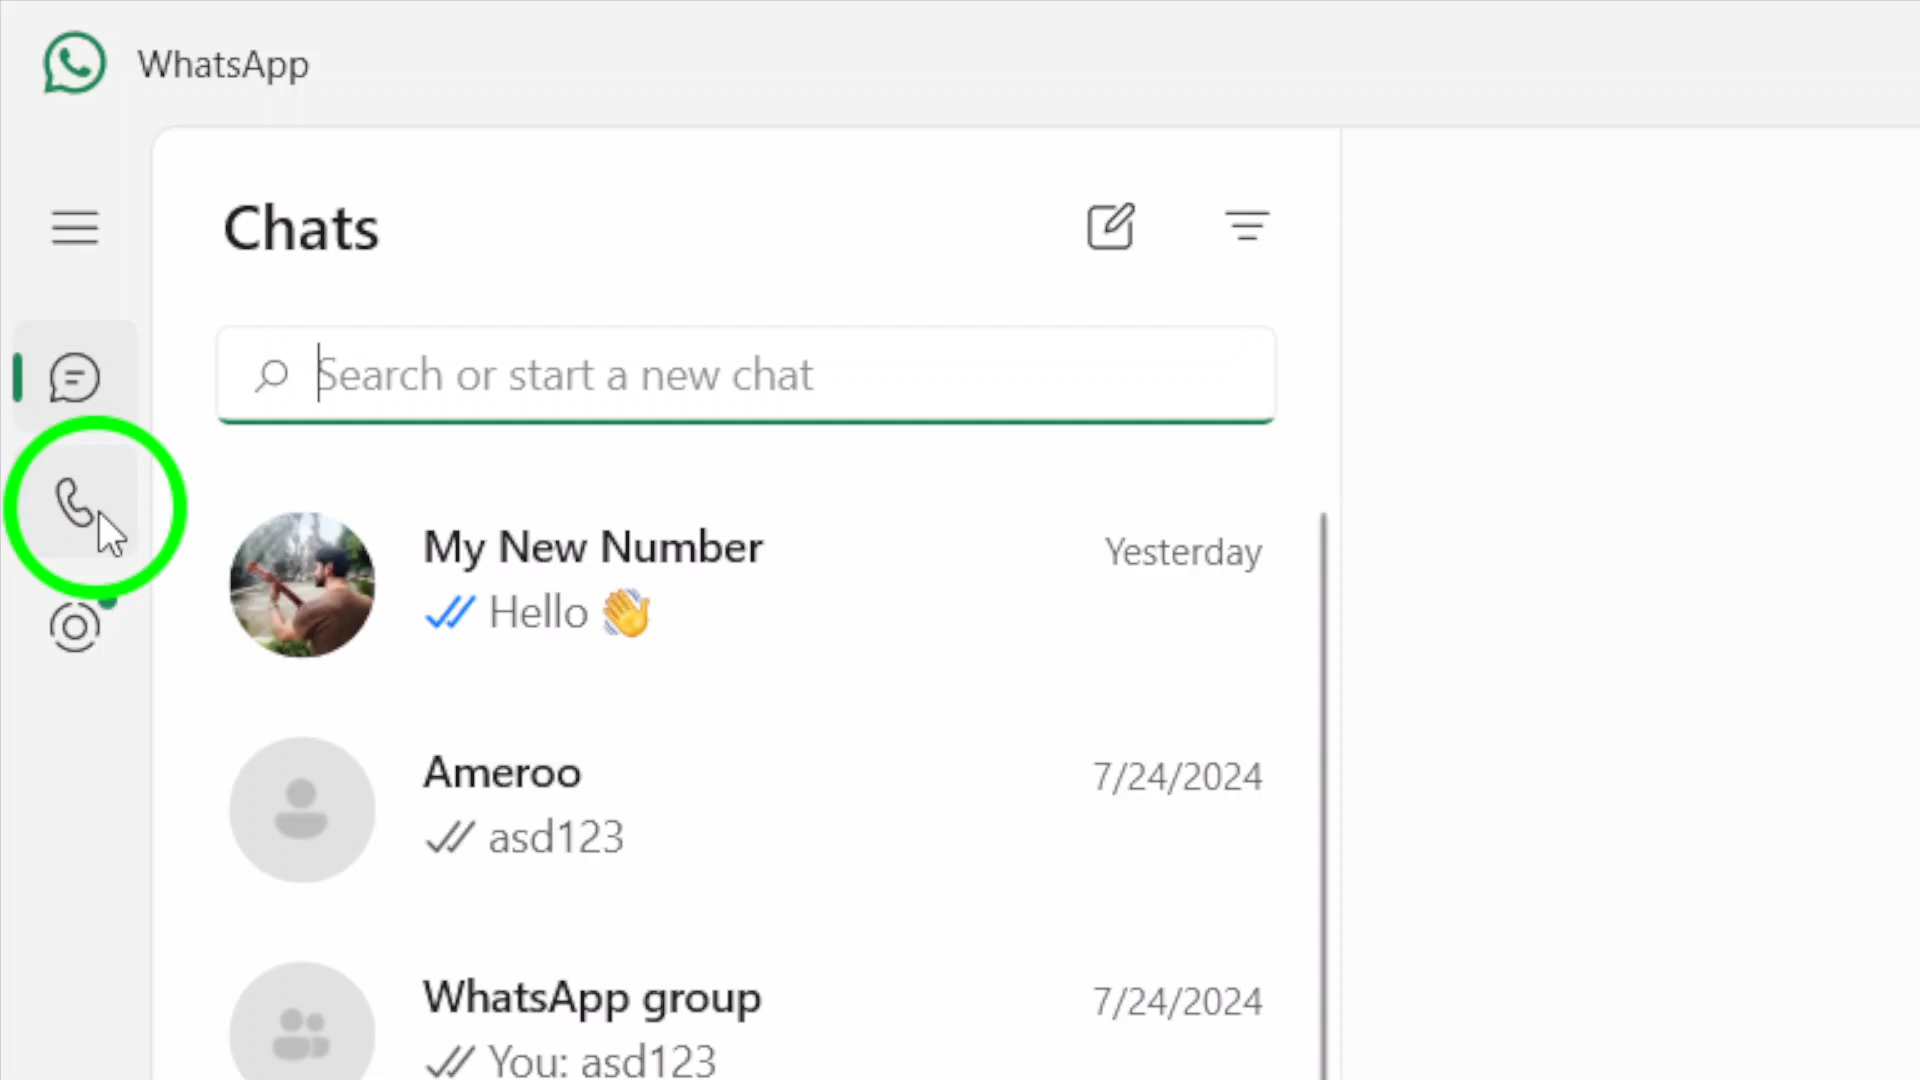 WhatsApp
Chats
Search or start a new chat
My New Number
Yesterday
Hello 👋
Ameroo
7/24/2024
asd123
WhatsApp group
7/24/2024
You: asd123